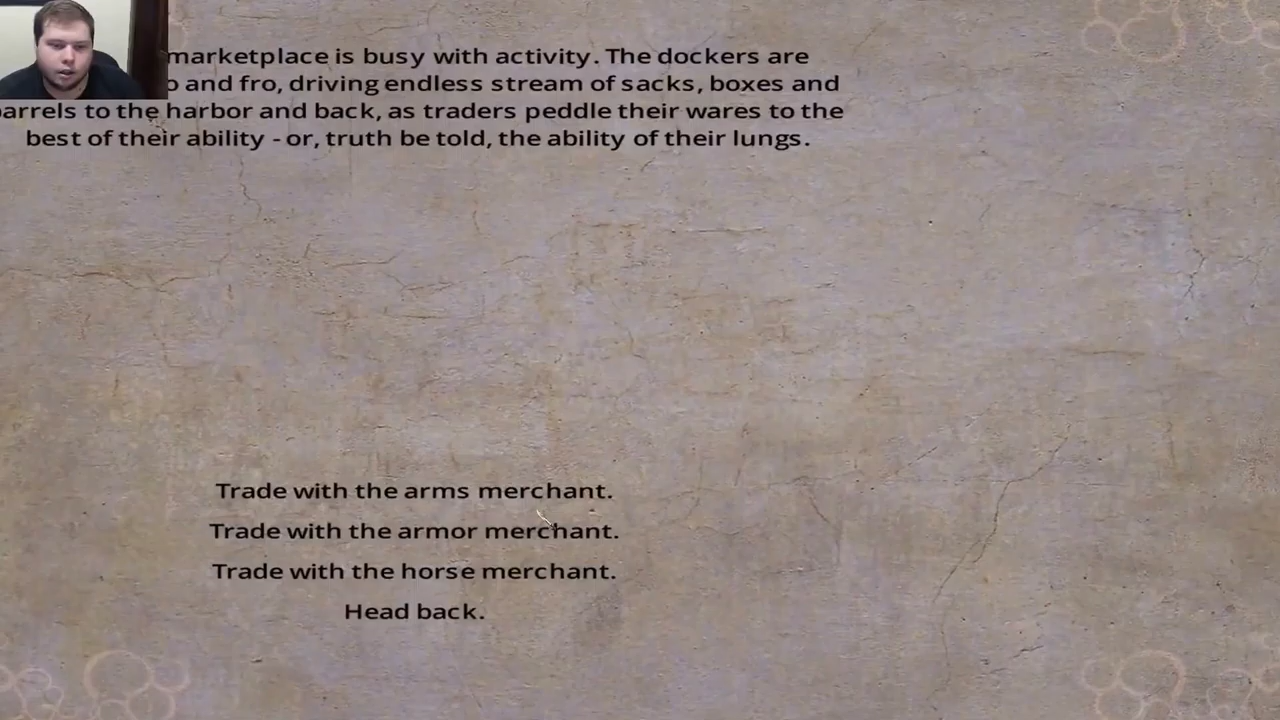 marketplace is busy with activity. The dockers are
and fro, driving endless stream of sacks, boxes and
to the harbor and back, as traders peddle their wares to the
best of their ability - or, truth be told, the ability of their lungs.
Trade with the arms merchant.
Trade with the armor merchant.
Trade with the horse merchant.
Head back.